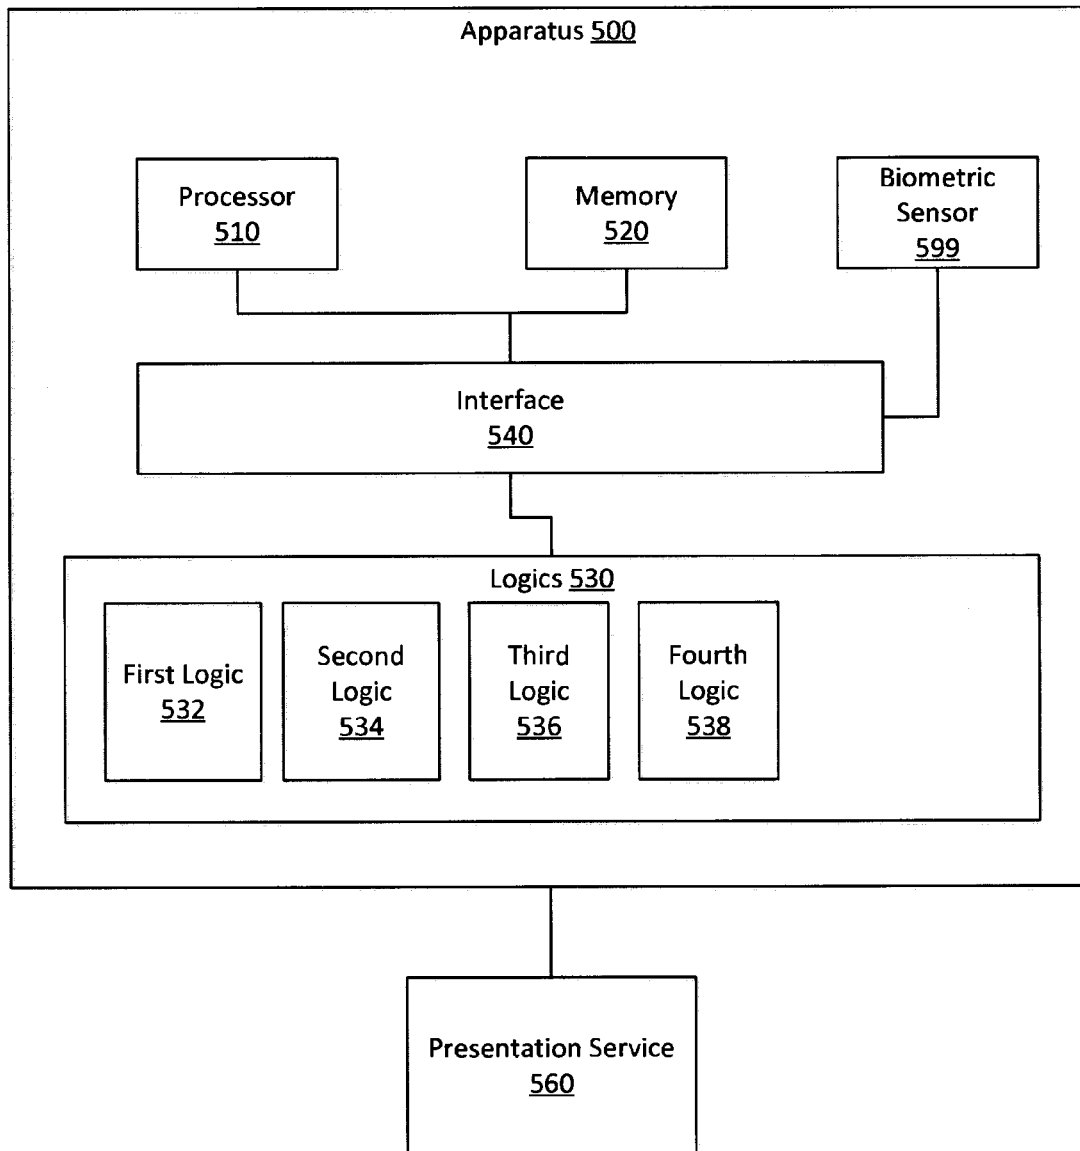 Apparatus 500
Processor
510
Memory
520
Biometric
Sensor
599
Interface
540
Logics 530
First Logic
532
Second
Logic
534
Third
Logic
536
Fourth
Logic
538
Presentation Service
560